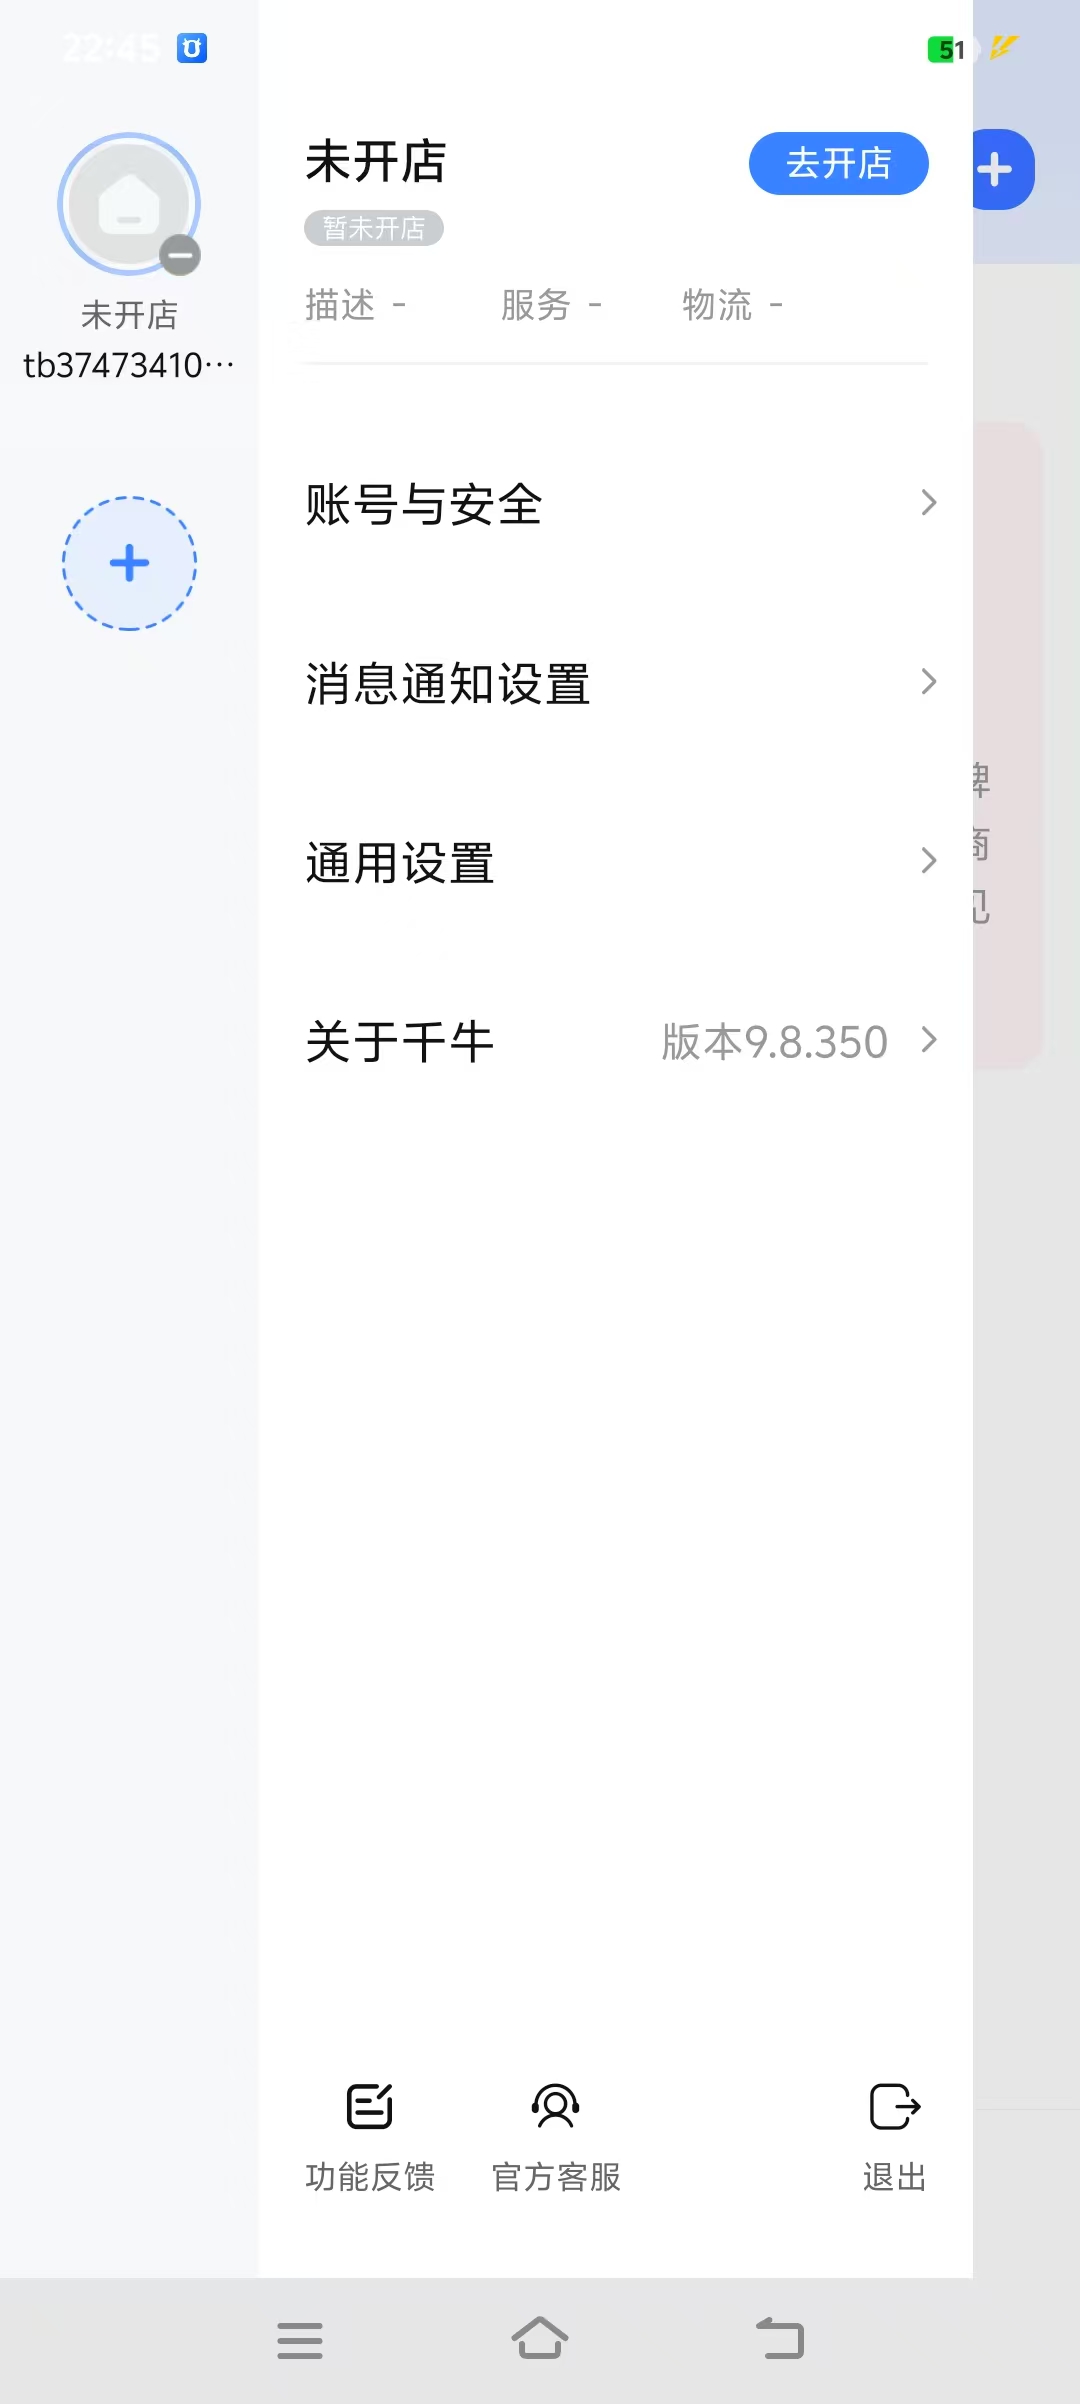 22:45
51
未开店
tb37473410…
未开店
去开店
暂未开店
描述 -
服务 -
物流 -
账号与安全
消息通知设置
通用设置
关于千牛
版本9.8.350
商
功能反馈
官方客服
退出